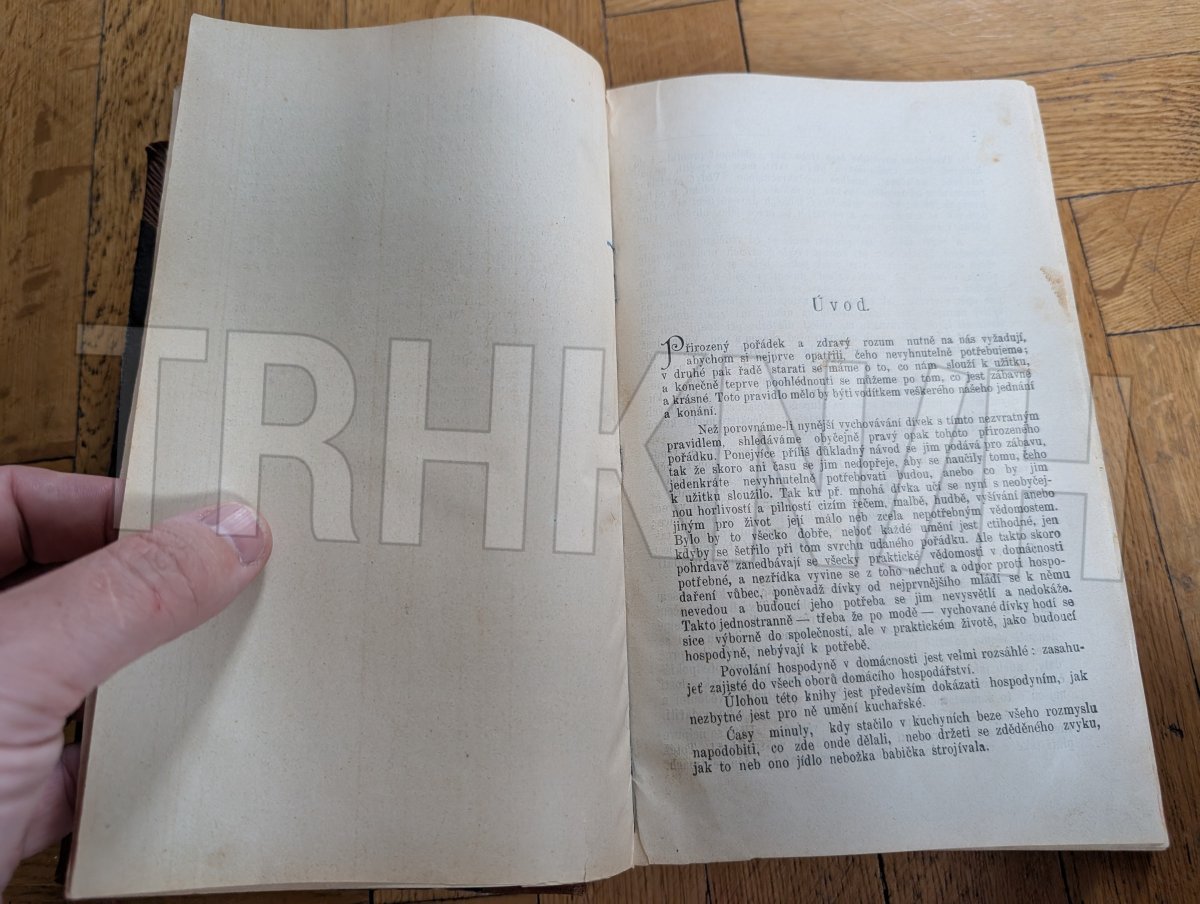 Úvod.
Přirozený pořádek a zdravý rozum nutně na nás vyžadují,
abychom si nejprve opatřili, čeho nevyhnutelně potřebujeme;
v druhé pak řadě starati se máme o to, co nám slouží k užitku,
a konečně teprve poohlédnouti se můžeme po tom, co jest zábavné
a krásné. Toto pravidlo mělo by býti vodítkem veškerého našeho jednání
a konání.
Než porovnáme-li nynější vychovávání dívek s tímto nezvratným
pravidlem, shledáváme obyčejně pravý opak tohoto přirozeného
pořádku. Ponejvíce příliš důkladný návod se jim podává pro zábavu,
tak že skoro ani času se jim nedopřeje, aby se naučily tomu, čeho
jedenkráte nevyhnutelně potřebovati budou, anebo co by jim
k užitku sloužilo. Tak ku př. mnohá dívka učí se nyní s neobyčej-
nou horlivostí a pilností cizím řečem, malbě, hudbě, vyšívání anebo
jiným pro život její málo neb zcela nepotřebným vědomostem.
Bylo by to všecko dobře, neboť každé umění jest ctihodné, jen
kdyby se šetřilo při tom svrchu udaného pořádku. Ale takto skoro
pohrdavě zanedbávají se všecky praktické vědomosti v domácnosti
potřebné, a nezřídka vyvine se z toho nechuť a odpor proti hospo-
daření vůbec, poněvadž dívky od nejprvnějšího mládí se k němu
nevedou a budoucí jeho potřeba se jim nevysvětlí a nedokáže.
Takto jednostranně — třeba že po modě — vychované dívky hodí se
sice výborně do společností, ale v praktickém životě, jako budoucí
hospodyně, nebývají k potřebě.
Povolání hospodyně v domácnosti jest velmi rozsáhlé: zasahu-
jeť zajisté do všech oborů domácího hospodářství.
Úlohou této knihy jest především dokázati hospodyním, jak
nezbytné jest pro ně umění kuchařské.
Časy minuly, kdy stačilo v kuchyních beze všeho rozmyslu
napodobiti, co zde onde dělali, nebo držeti se zděděného zvyku,
jak to neb ono jídlo nebožka babička strojívala.
TRHKNIH